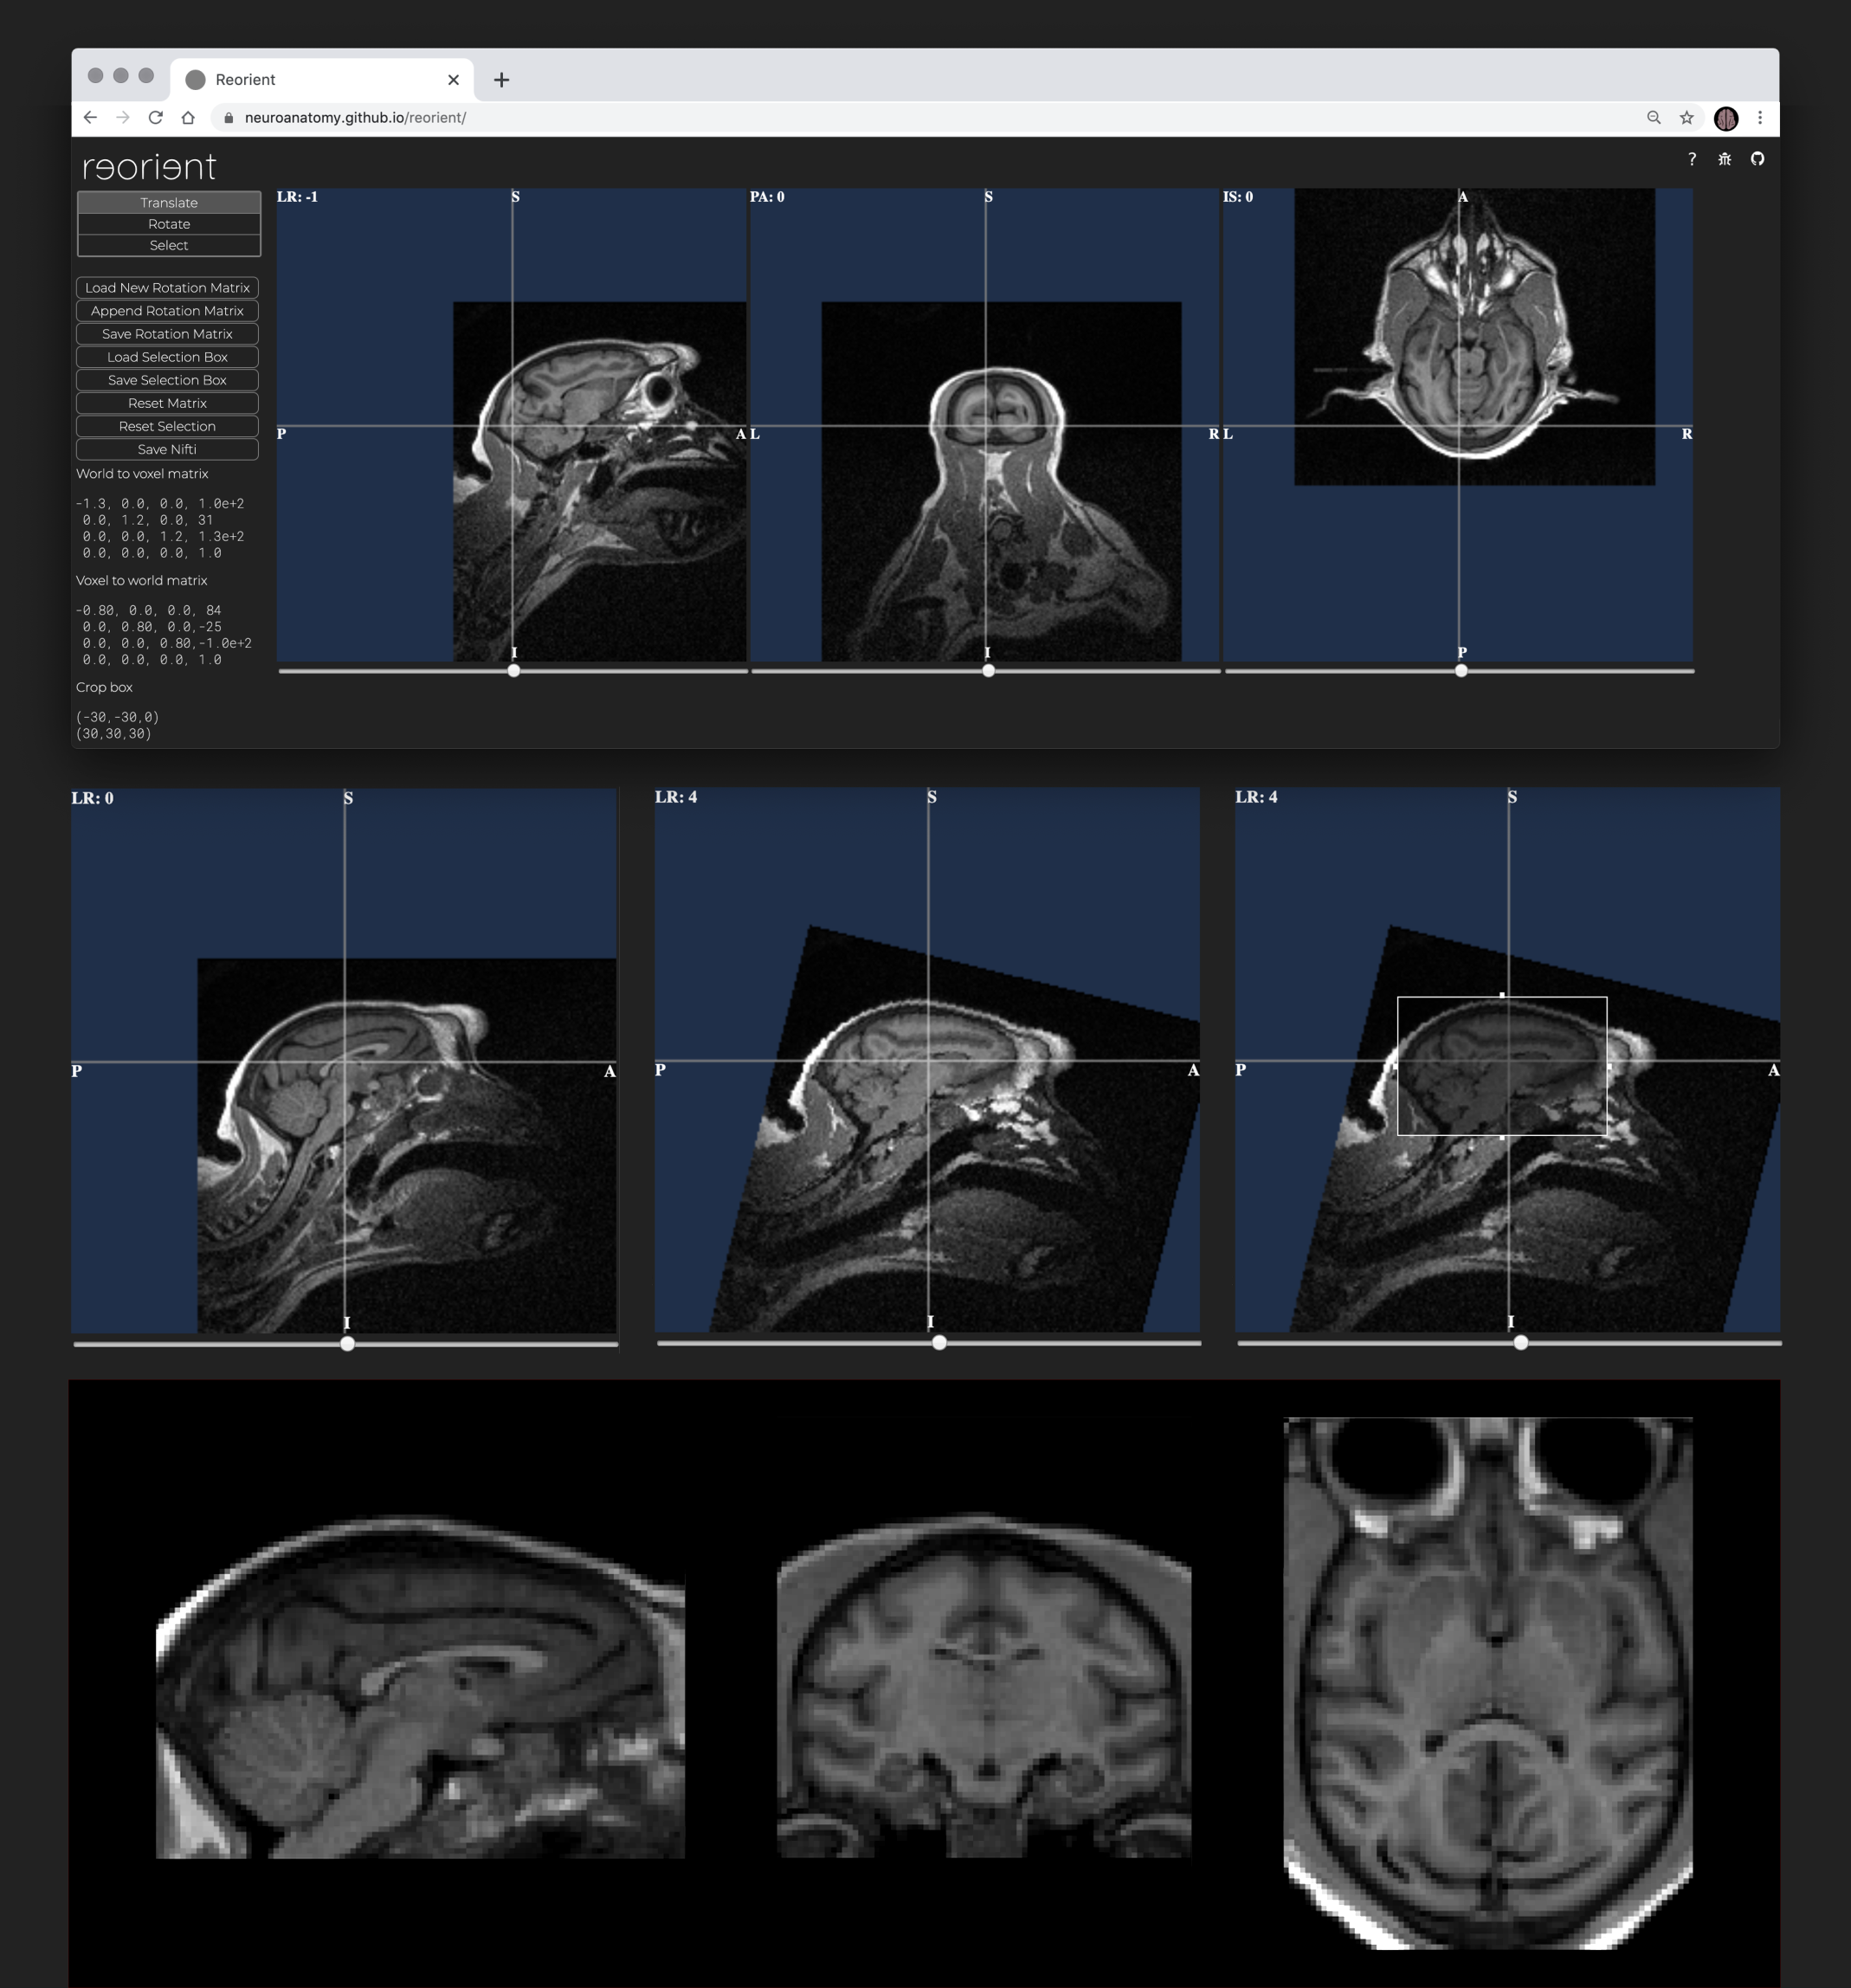 Reorient
neuroanatomy.github.io/reorient/
rɘoriɘnt
?
Translate
Rotate
Select
Load New Rotation Matrix
Append Rotation Matrix
Save Rotation Matrix
Load Selection Box
Save Selection Box
Reset Matrix
Reset Selection
Save Nifti
World to voxel matrix
-1.3, 0.0, 0.0, 1.0e+2
0.0, 1.2, 0.0, 31
0.0, 0.0, 1.2, 1.3e+2
0.0, 0.0, 0.0, 1.0
Voxel to world matrix
-0.80, 0.0, 0.0, 84
0.0, 0.80, 0.0,-25
0.0, 0.0, 0.80,-1.0e+2
0.0, 0.0, 0.0, 1.0
Crop box
(-30,-30,0)
(30,30,30)
LR: -1 S PA: 0 S IS: 0 A
P A L R L R
I I P
LR: 0 S LR: 4 S LR: 4 S
P A P A P A
I I I